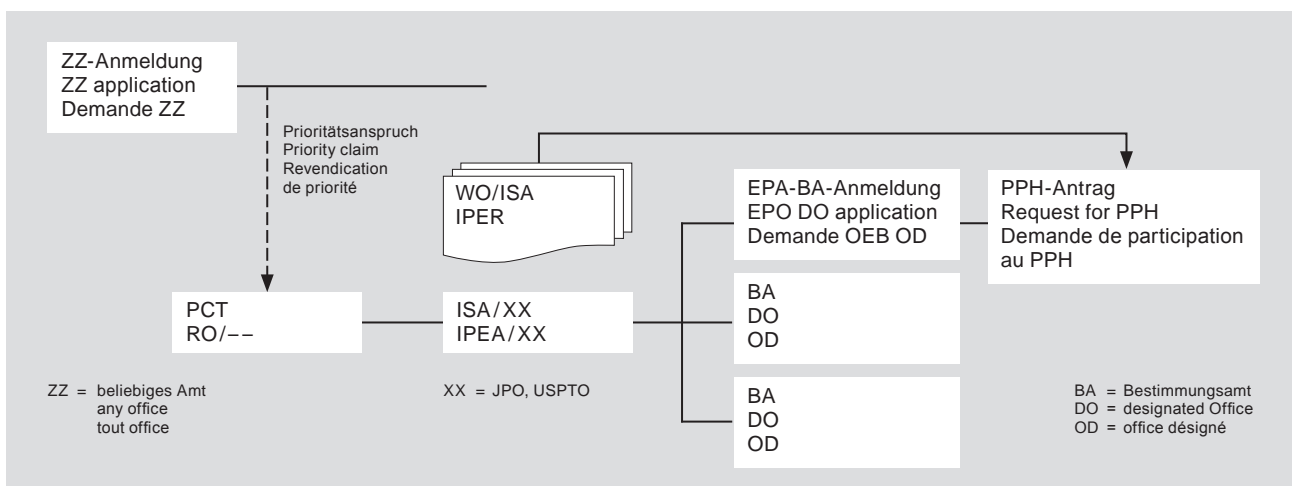 ZZ-Anmeldung
ZZ application
Demande ZZ
Prioritätsanspruch
Priority claim
Revendication
de priorité
WO/ISA
IPER
EPA-BA-Anmeldung
EPO DO application
Demande OEB OD
PPH-Antrag
Request for PPH
Demande de participation
au PPH
PCT
RO/––
ISA/XX
IPEA/XX
BA
DO
OD
BA
DO
OD
ZZ = beliebiges Amt
any office
tout office
XX = JPO, USPTO
BA = Bestimmungsamt
DO = designated Office
OD = office désigné